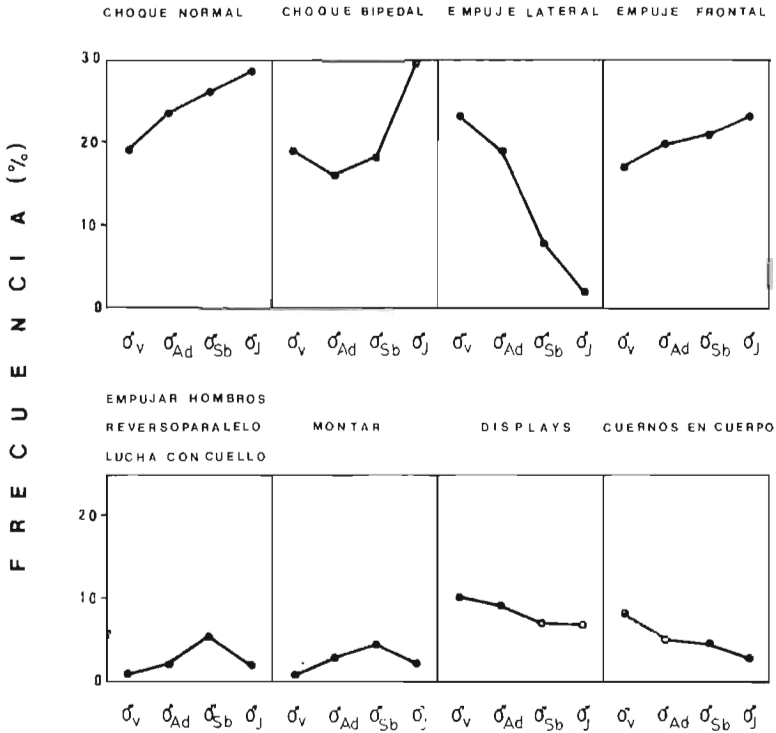 CHOQUE NORMAL CHOQUE BIPEDAL EMPUJE LATERAL EMPUJE FRONTAL
30
20
10
0
FRECUENCIA (%)
♂V ♂Ad ♂Sb ♂J ♂V ♂Ad ♂Sb ♂J ♂V ♂Ad ♂Sb ♂J ♂V ♂Ad ♂Sb ♂J
EMPUJAR HOMBROS
REVERSOPARALELO MONTAR DISPLAYS CUERNOS EN CUERPO
LUCHA CON CUELLO
20
10
0
♂V ♂Ad ♂Sb ♂J ♂V ♂Ad ♂Sb ♂J ♂V ♂Ad ♂Sb ♂J ♂V ♂Ad ♂Sb ♂J